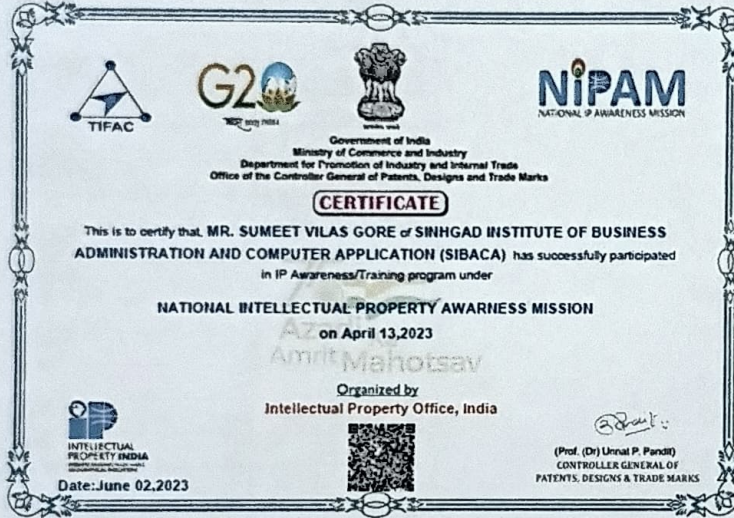 TIFAC
G20
NiPAM
NATIONAL IP AWARENESS MISSION
Government of India
Ministry of Commerce and Industry
Department for Promotion of Industry and Internal Trade
Office of the Controller General of Patents, Designs and Trade Marks
CERTIFICATE
This is to certify that, MR. SUMEET VILAS GORE of SINHGAD INSTITUTE OF BUSINESS
ADMINISTRATION AND COMPUTER APPLICATION (SIBACA) has successfully participated
in IP Awareness/Training program under
NATIONAL INTELLECTUAL PROPERTY AWARNESS MISSION
on April 13,2023
Azadi
Amrit Mahotsav
Organized by
Intellectual Property Office, India
iP
INTELLECTUAL
PROPERTY INDIA
Date:June 02,2023
(Prof. (Dr) Unnat P. Pandit)
CONTROLLER GENERAL OF
PATENTS, DESIGNS & TRADE MARKS